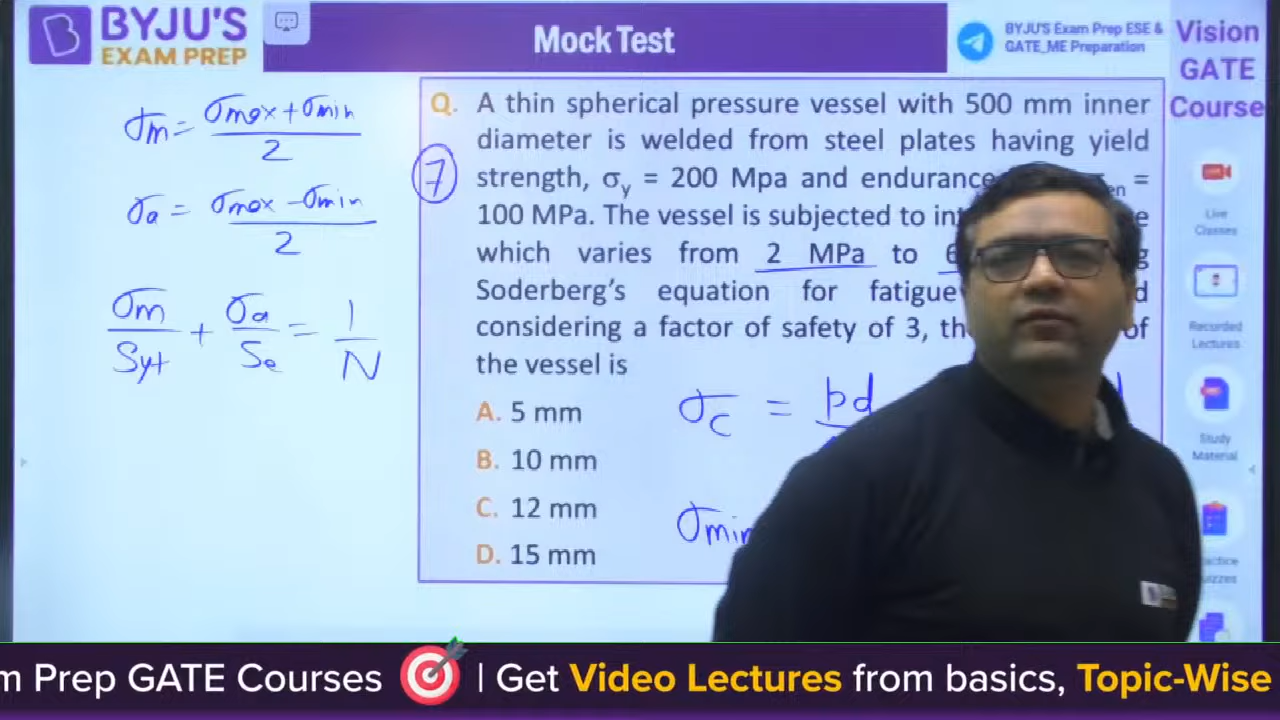 BYJU'S
EXAM PREP
Mock Test
BYJU'S Exam Prep ESE &
GATE_ME Preparation
Vision
GATE
Course
σm = σmax + σmin
2
σa = σmax - σmin
2
σm + σa = 1
Syt Se N
7
Q. A thin spherical pressure vessel with 500 mm inner
diameter is welded from steel plates having yield
strength, σy = 200 Mpa and endurance en =
100 MPa. The vessel is subjected to
which varies from 2 MPa to
Soderberg's equation for fatigue
considering a factor of safety of 3, of
the vessel is
A. 5 mm
B. 10 mm
C. 12 mm
D. 15 mm
σc = pd
σmin
Live
Classes
Recorded
Lectures
Study
Material
Prep GATE Courses | Get Video Lectures from basics, Topic-Wise